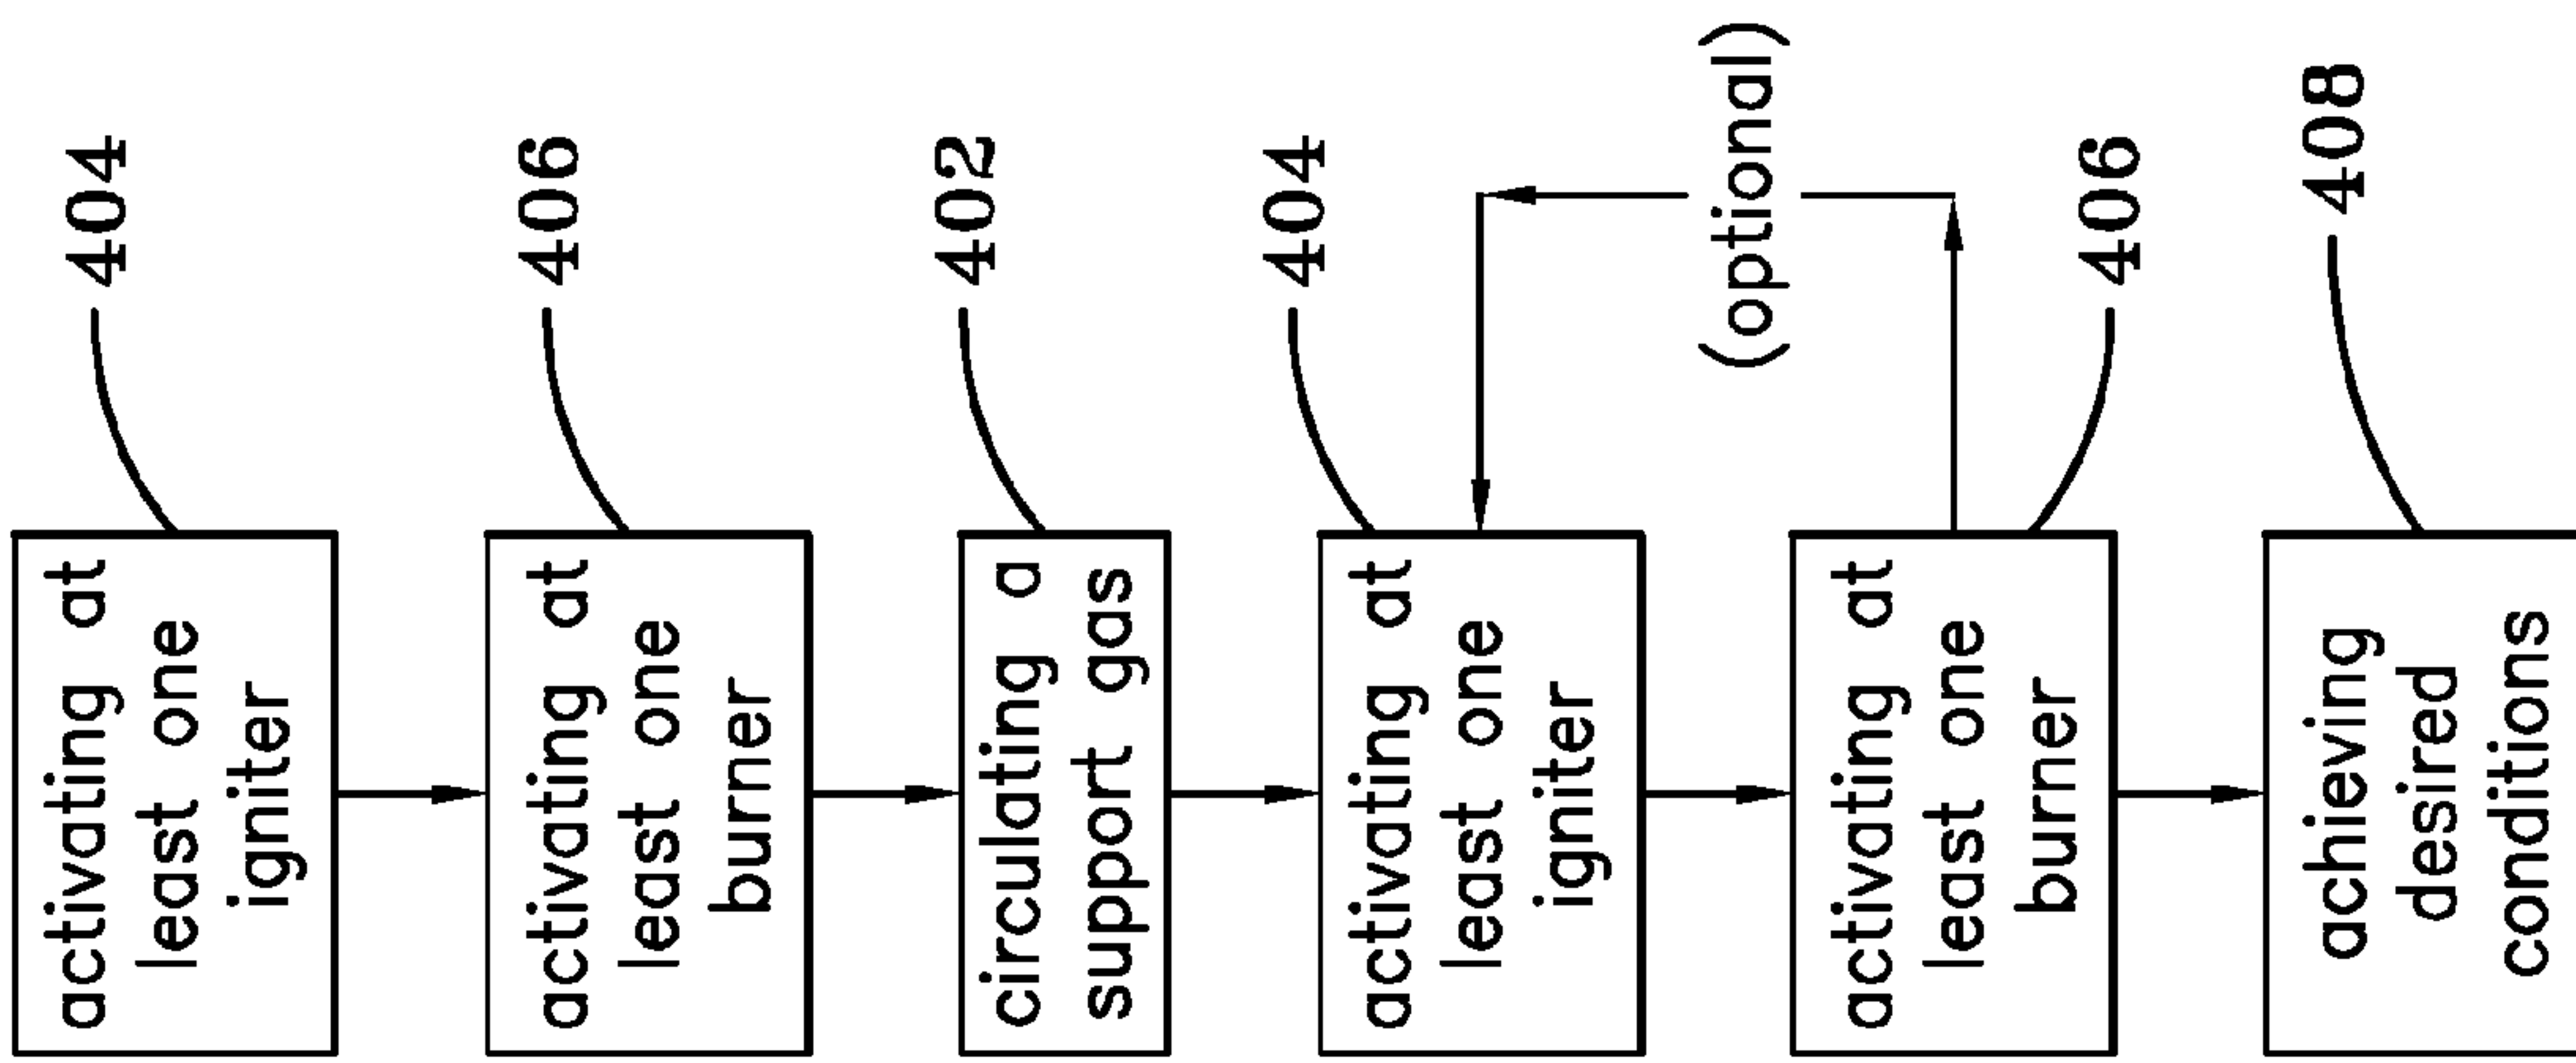 activating at
least one
igniter
404
activating at
least one
burner
406
circulating a
support gas
402
activating at
least one
igniter
404
(optional)
activating at
least one
burner
406
achieving
desired
conditions
408